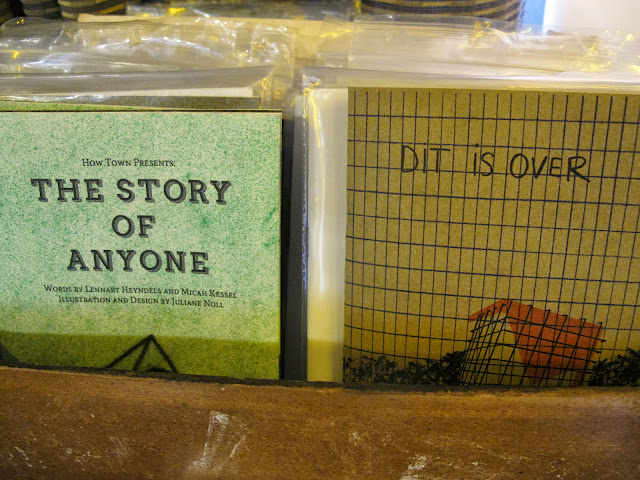 How Town Presents:
THE STORY
OF
ANYONE
Words by Lennart Heyndels and Micah Kessel
Illustration and Design by Juliane Noll
DIT IS OVER